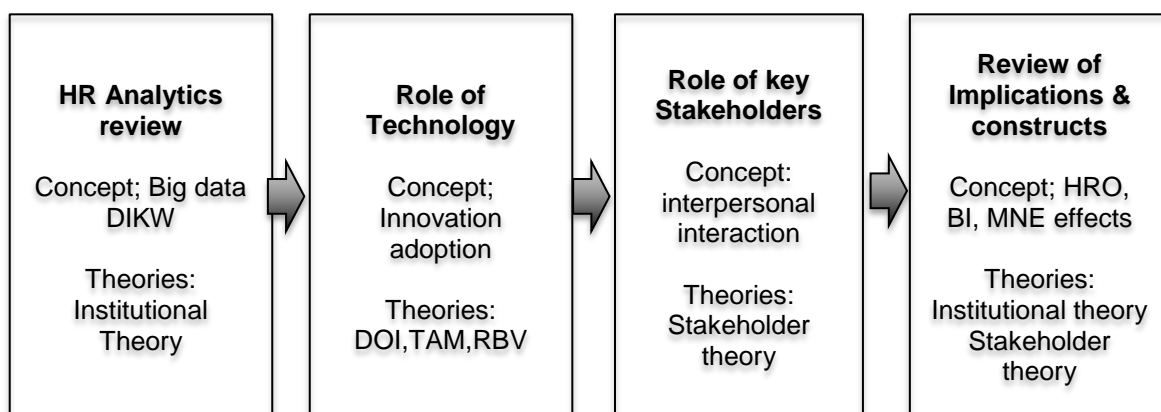 HR Analytics
review
Concept; Big data
DIKW
Theories:
Institutional
Theory
Role of
Technology
Concept;
Innovation
adoption
Theories:
DOI,TAM,RBV
Role of key
Stakeholders
Concept:
interpersonal
interaction
Theories:
Stakeholder
theory
Review of
Implications &
constructs
Concept; HRO,
BI, MNE effects
Theories:
Institutional theory
Stakeholder
theory